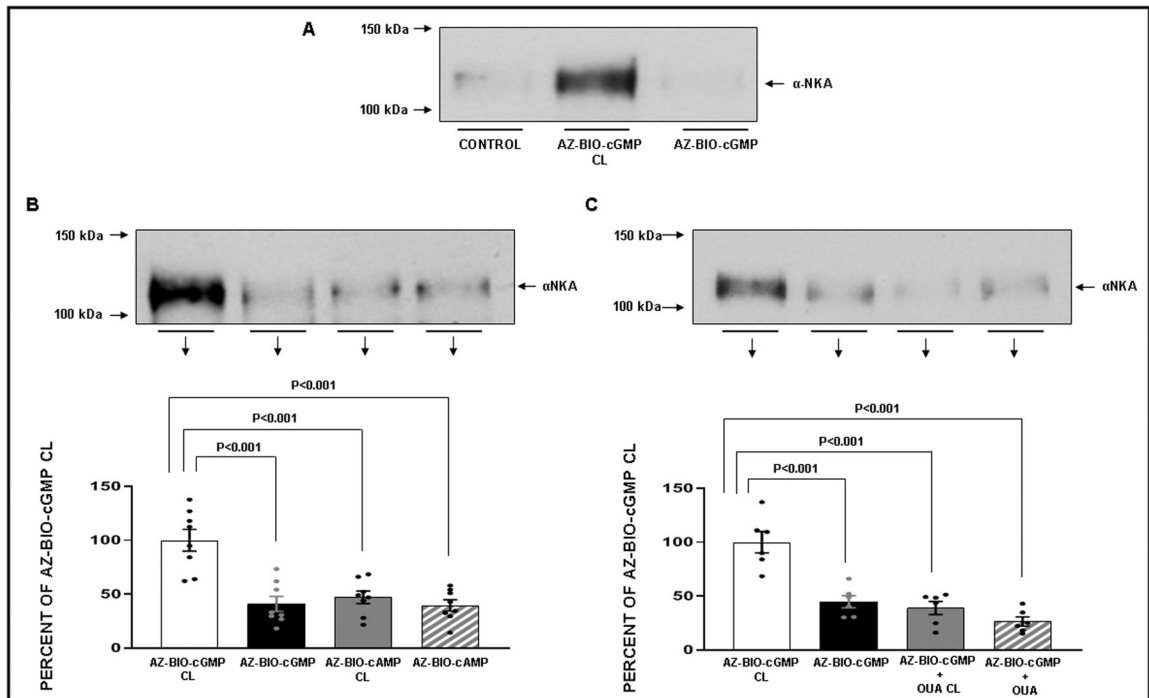 A
150 kDa
α-NKA
100 kDa
CONTROL AZ-BIO-cGMP CL AZ-BIO-cGMP
B
150 kDa
αNKA
100 kDa
P<0.001
P<0.001
P<0.001
PERCENT OF AZ-BIO-cGMP CL
150
100
50
0
AZ-BIO-cGMP CL AZ-BIO-cGMP AZ-BIO-cAMP CL AZ-BIO-cAMP
C
150 kDa
αNKA
100 kDa
P<0.001
P<0.001
P<0.001
PERCENT OF AZ-BIO-cGMP CL
150
100
50
0
AZ-BIO-cGMP CL AZ-BIO-cGMP AZ-BIO-cGMP + OUA CL AZ-BIO-cGMP + OUA